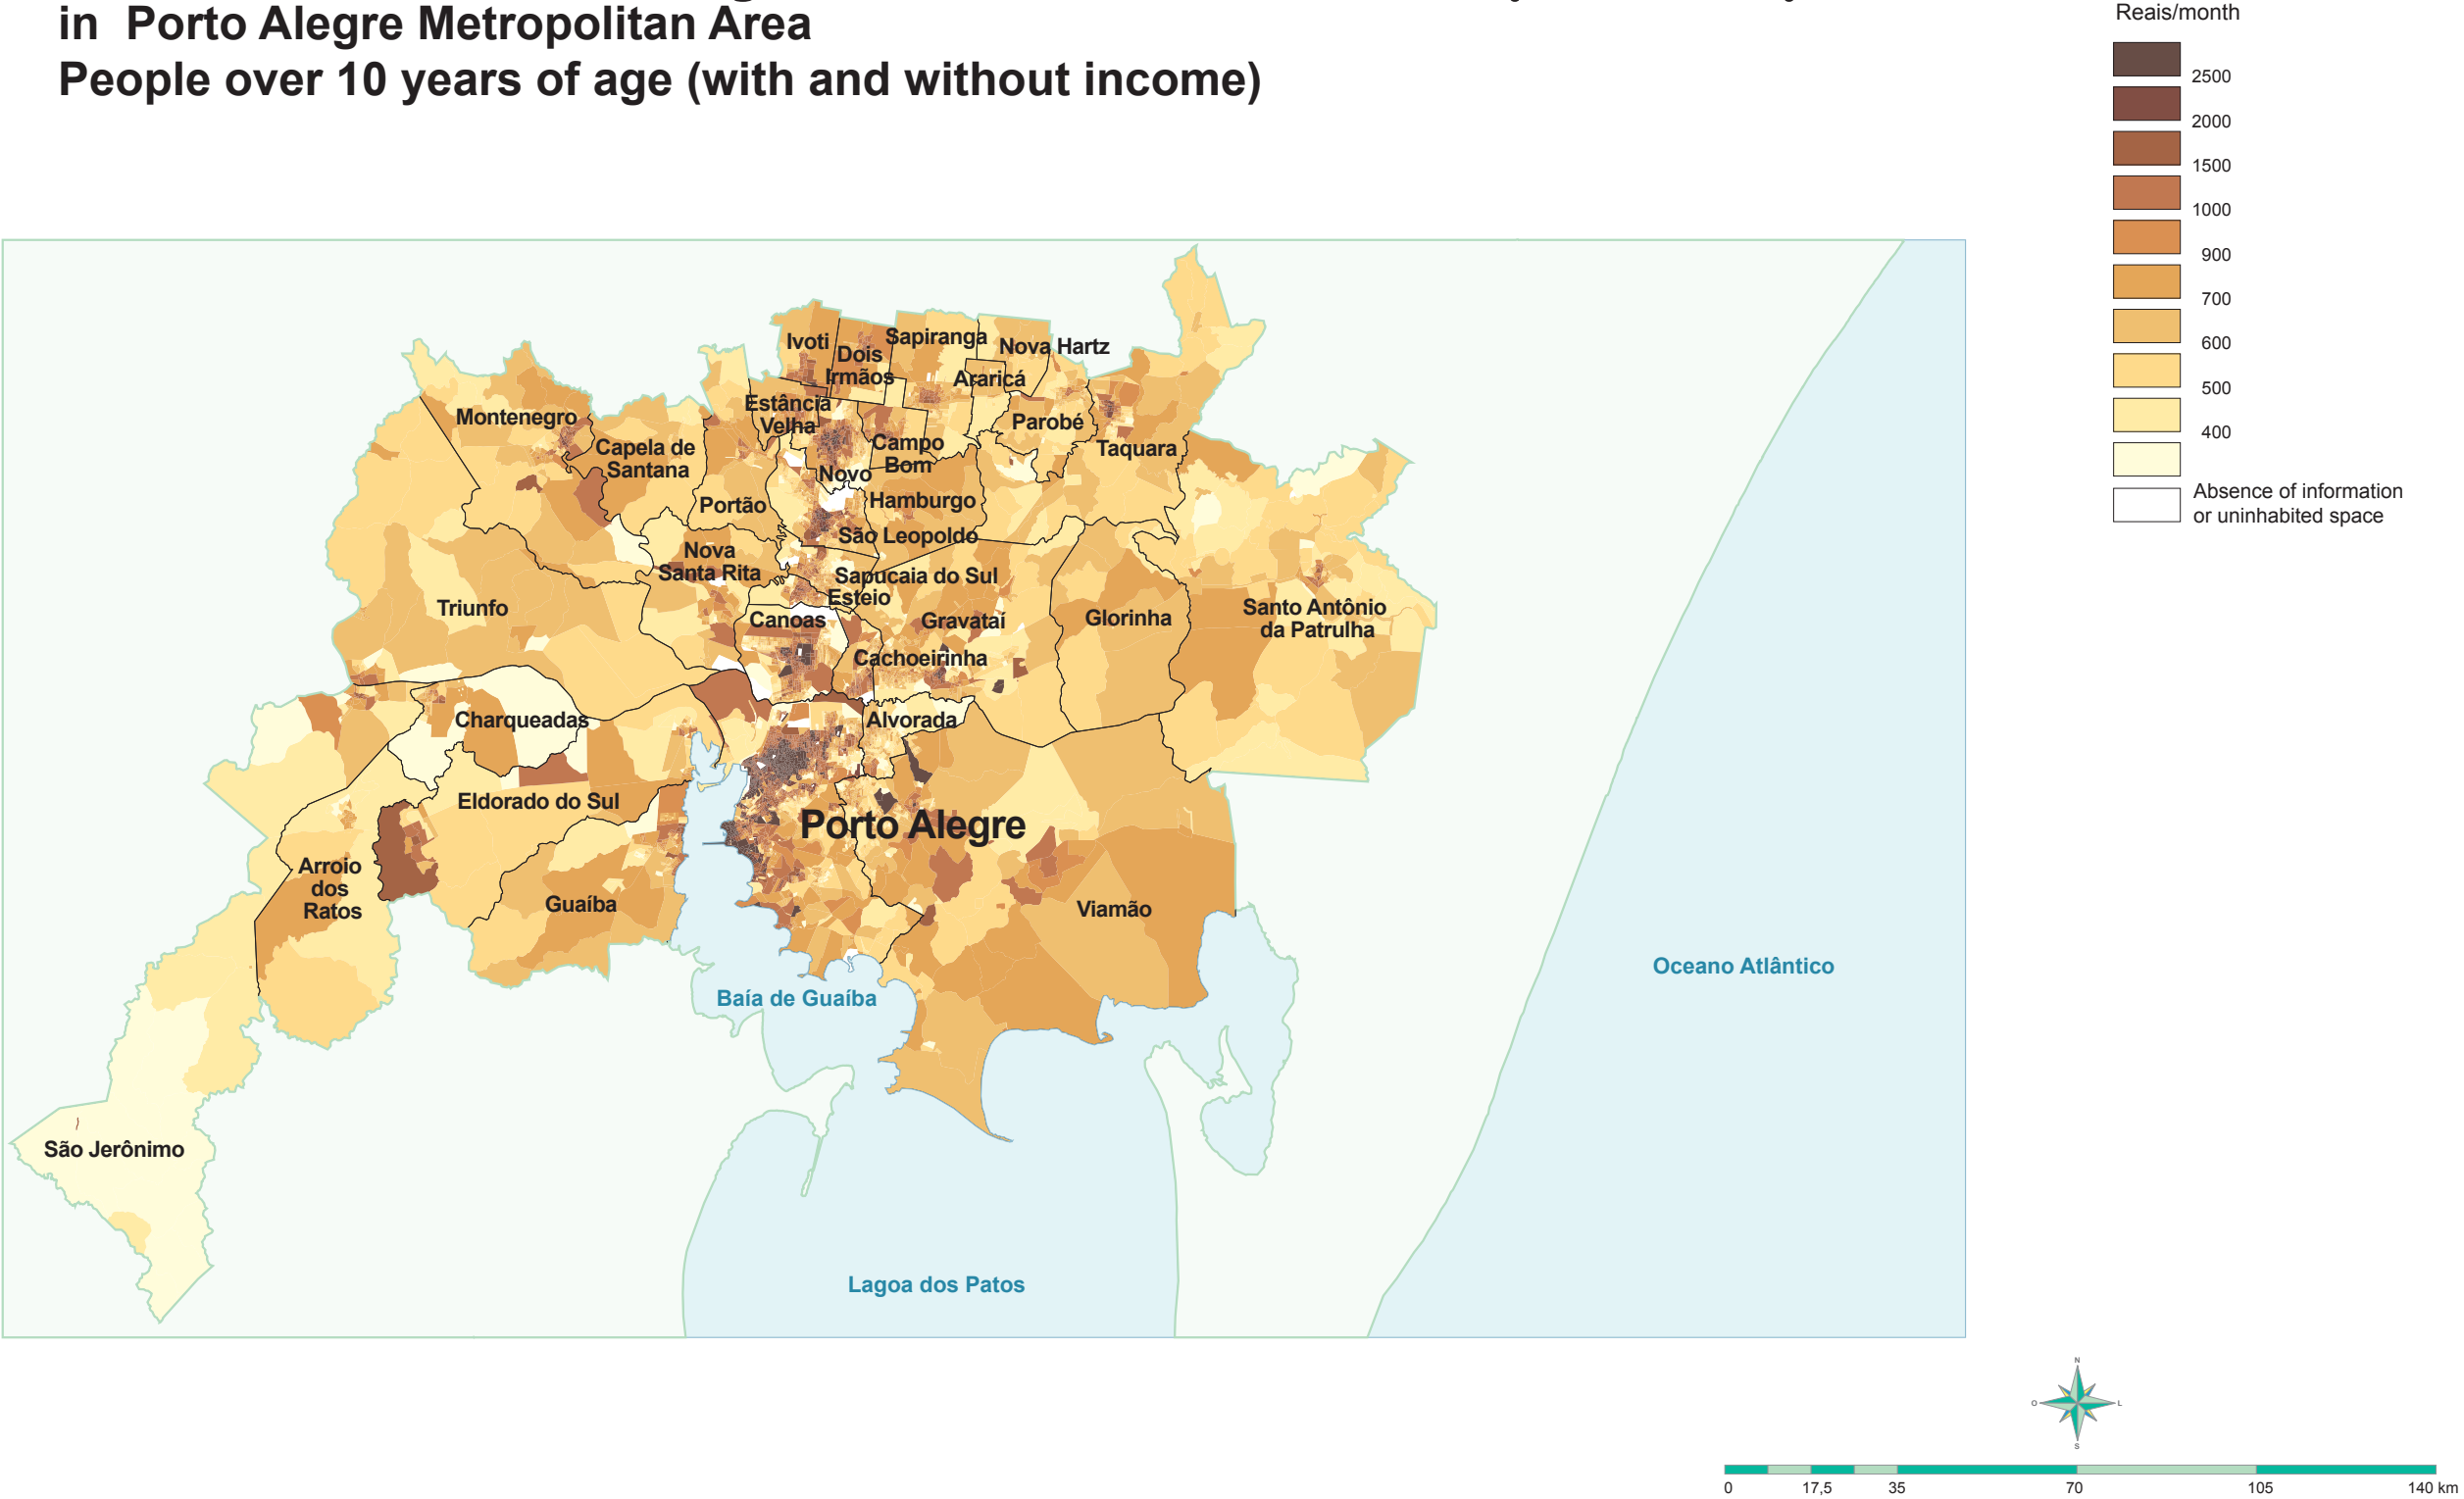 in Porto Alegre Metropolitan Area
People over 10 years of age (with and without income)
Reais/month
2500
2000
1500
1000
900
700
600
500
400
Absence of information
or uninhabited space
Ivoti
Dois
Irmãos
Sapiranga
Nova Hartz
Araricá
Estância
Velha
Montenegro
Parobé
Capela de
Santana
Campo
Bom
Taquara
Novo
Hamburgo
Portão
São Leopoldo
Nova
Santa Rita
Sapucaia do Sul
Esteio
Triunfo
Canoas
Gravataí
Glorinha
Santo Antônio
da Patrulha
Cachoeirinha
Charqueadas
Alvorada
Eldorado do Sul
Porto Alegre
Arroio
dos
Ratos
Guaíba
Viamão
Oceano Atlântico
Baía de Guaíba
São Jerônimo
Lagoa dos Patos
N
O
L
S
0
17,5
35
70
105
140 km